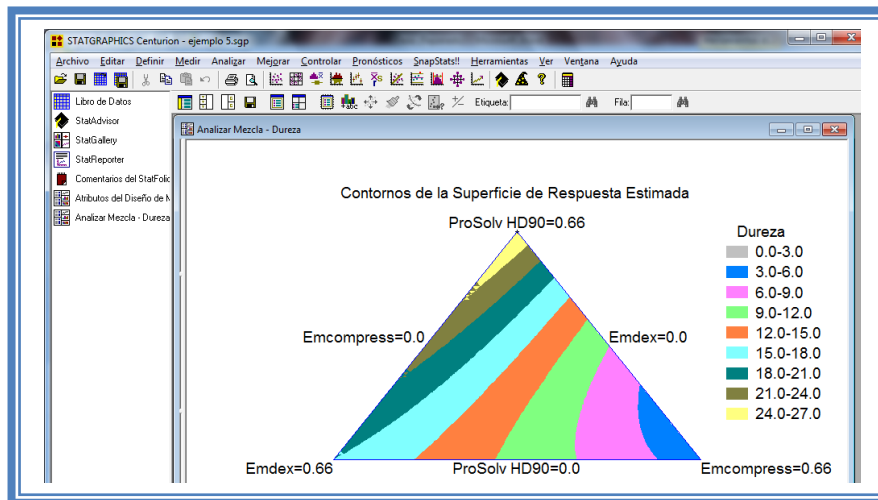 STATGRAPHICS Centurion - ejemplo 5.sgp
Archivo Editar Definir Medir Analizar Mejorar Controlar Pronósticos SnapStats!! Herramientas Ver Ventana Ayuda
Etiqueta: Fila:
Libro de Datos
StatAdvisor
StatGallery
StatReporter
Comentarios del StatFolio
Atributos del Diseño de M
Analizar Mezcla - Dureza
Analizar Mezcla - Dureza
Contornos de la Superficie de Respuesta Estimada
ProSolv HD90=0.66
Emcompress=0.0
Emdex=0.0
Emdex=0.66
ProSolv HD90=0.0
Emcompress=0.66
Dureza
0.0-3.0
3.0-6.0
6.0-9.0
9.0-12.0
12.0-15.0
15.0-18.0
18.0-21.0
21.0-24.0
24.0-27.0